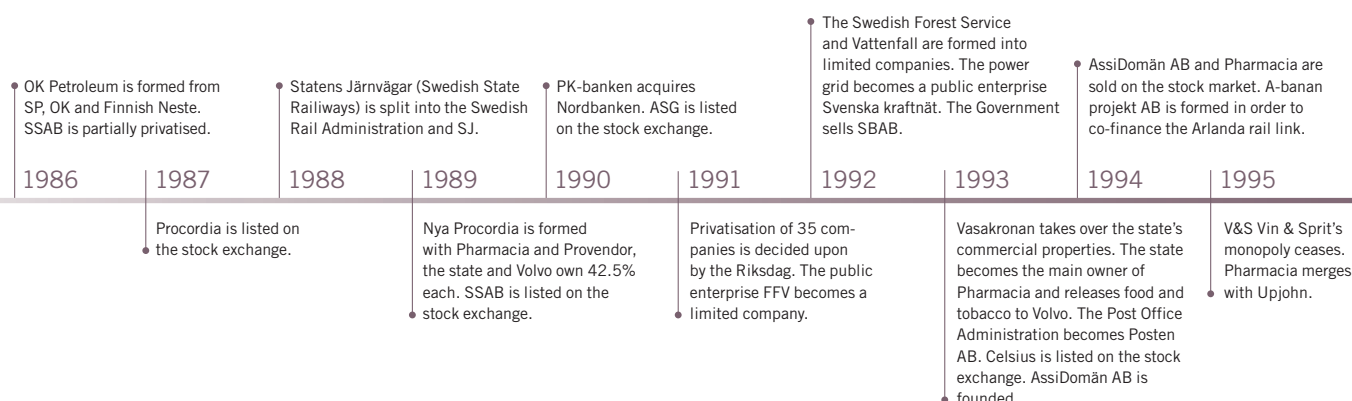 The Swedish Forest Service
and Vattenfall are formed into
limited companies. The power
grid becomes a public enterprise
Svenska kraftnät. The Government
sells SBAB.
OK Petroleum is formed from
SP, OK and Finnish Neste.
SSAB is partially privatised.
Statens Järnvägar (Swedish State
Railiways) is split into the Swedish
Rail Administration and SJ.
PK-banken acquires
Nordbanken. ASG is listed
on the stock exchange.
AssiDomän AB and Pharmacia are
sold on the stock market. A-banan
projekt AB is formed in order to
co-finance the Arlanda rail link.
1986
1987
1988
1989
1990
1991
1992
1993
1994
1995
Procordia is listed on
the stock exchange.
Nya Procordia is formed
with Pharmacia and Provendor,
the state and Volvo own 42.5%
each. SSAB is listed on the
stock exchange.
Privatisation of 35 com-
panies is decided upon
by the Riksdag. The public
enterprise FFV becomes a
limited company.
Vasakronan takes over the state's
commercial properties. The state
becomes the main owner of
Pharmacia and releases food and
tobacco to Volvo. The Post Office
Administration becomes Posten
AB. Celsius is listed on the stock
exchange. AssiDomän AB is
founded
V&S Vin & Sprit's
monopoly ceases.
Pharmacia merges
with Upjohn.